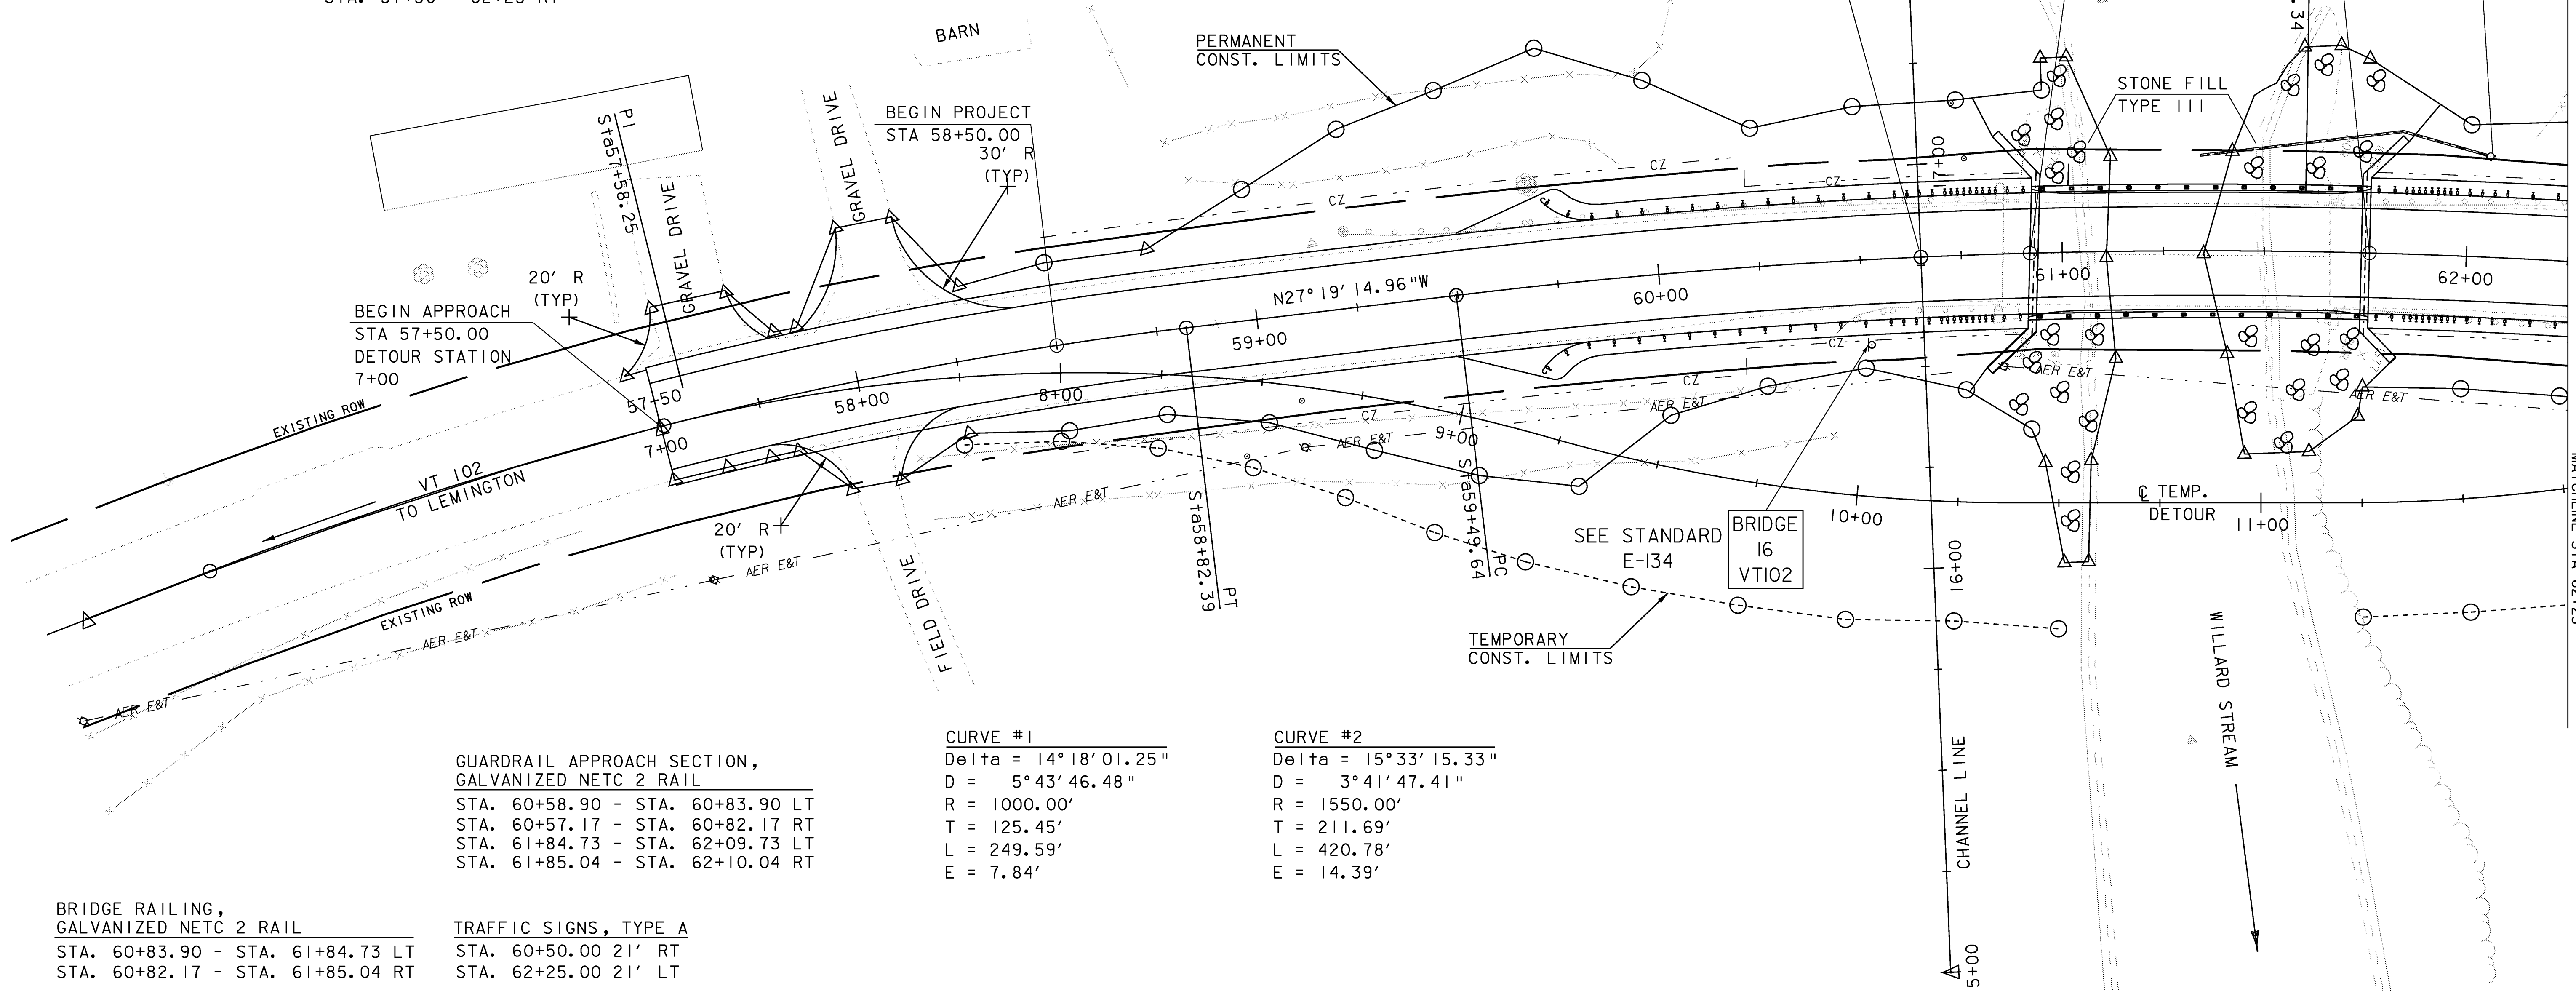 BARN
PERMANENT
CONST. LIMITS
STONE FILL
TYPE III
PI
Sta57+58.25
GRAVEL DRIVE
GRAVEL DRIVE
BEGIN PROJECT
STA 58+50.00
30' R
(TYP)
CZ
CZ
CZ
17+00
20' R
(TYP)
BEGIN APPROACH
STA 57+50.00
DETOUR STATION
7+00
N27°19'14.96"W
57+50
58+00
59+00
60+00
61+00
62+00
EXISTING ROW
7+00
8+00
9+00
10+00
11+00
CZ
CZ
CZ
AER E&T
AER E&T
AER E&T
AER E&T
AER E&T
AER E&T
AER E&T
AER E&T
VT 102
TO LEMINGTON
20' R
(TYP)
Sta58+82.39
PT
Sta59+49.64
PC
SEE STANDARD
E-134
BRIDGE
16
VT102
℄ TEMP.
DETOUR
16+00
EXISTING ROW
FIELD DRIVE
TEMPORARY
CONST. LIMITS
WILLARD STREAM
CHANNEL LINE
15+00
GUARDRAIL APPROACH SECTION,
GALVANIZED NETC 2 RAIL
STA. 60+58.90 - STA. 60+83.90 LT
STA. 60+57.17 - STA. 60+82.17 RT
STA. 61+84.73 - STA. 62+09.73 LT
STA. 61+85.04 - STA. 62+10.04 RT
CURVE #1
Delta = 14°18'01.25"
D = 5°43'46.48"
R = 1000.00'
T = 125.45'
L = 249.59'
E = 7.84'
CURVE #2
Delta = 15°33'15.33"
D = 3°41'47.41"
R = 1550.00'
T = 211.69'
L = 420.78'
E = 14.39'
BRIDGE RAILING,
GALVANIZED NETC 2 RAIL
STA. 60+83.90 - STA. 61+84.73 LT
STA. 60+82.17 - STA. 61+85.04 RT
TRAFFIC SIGNS, TYPE A
STA. 60+50.00 21' RT
STA. 62+25.00 21' LT